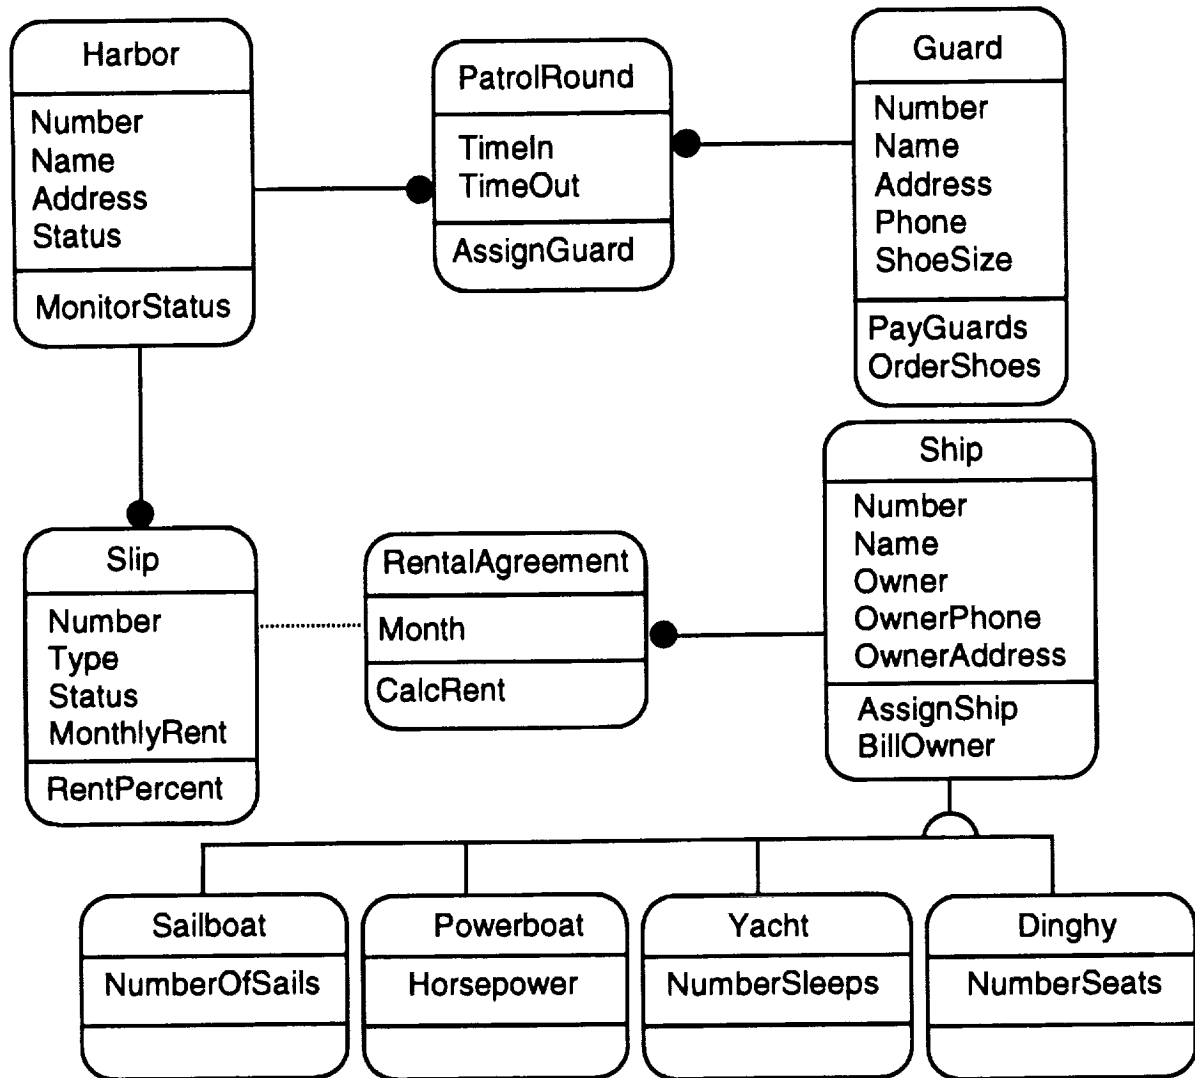 Harbor
Number
Name
Address
Status
MonitorStatus
PatrolRound
TimeIn
TimeOut
AssignGuard
Guard
Number
Name
Address
Phone
ShoeSize
PayGuards
OrderShoes
Slip
Number
Type
Status
MonthlyRent
RentPercent
RentalAgreement
Month
CalcRent
Ship
Number
Name
Owner
OwnerPhone
OwnerAddress
AssignShip
BillOwner
Sailboat
NumberOfSails
Powerboat
Horsepower
Yacht
NumberSleeps
Dinghy
NumberSeats